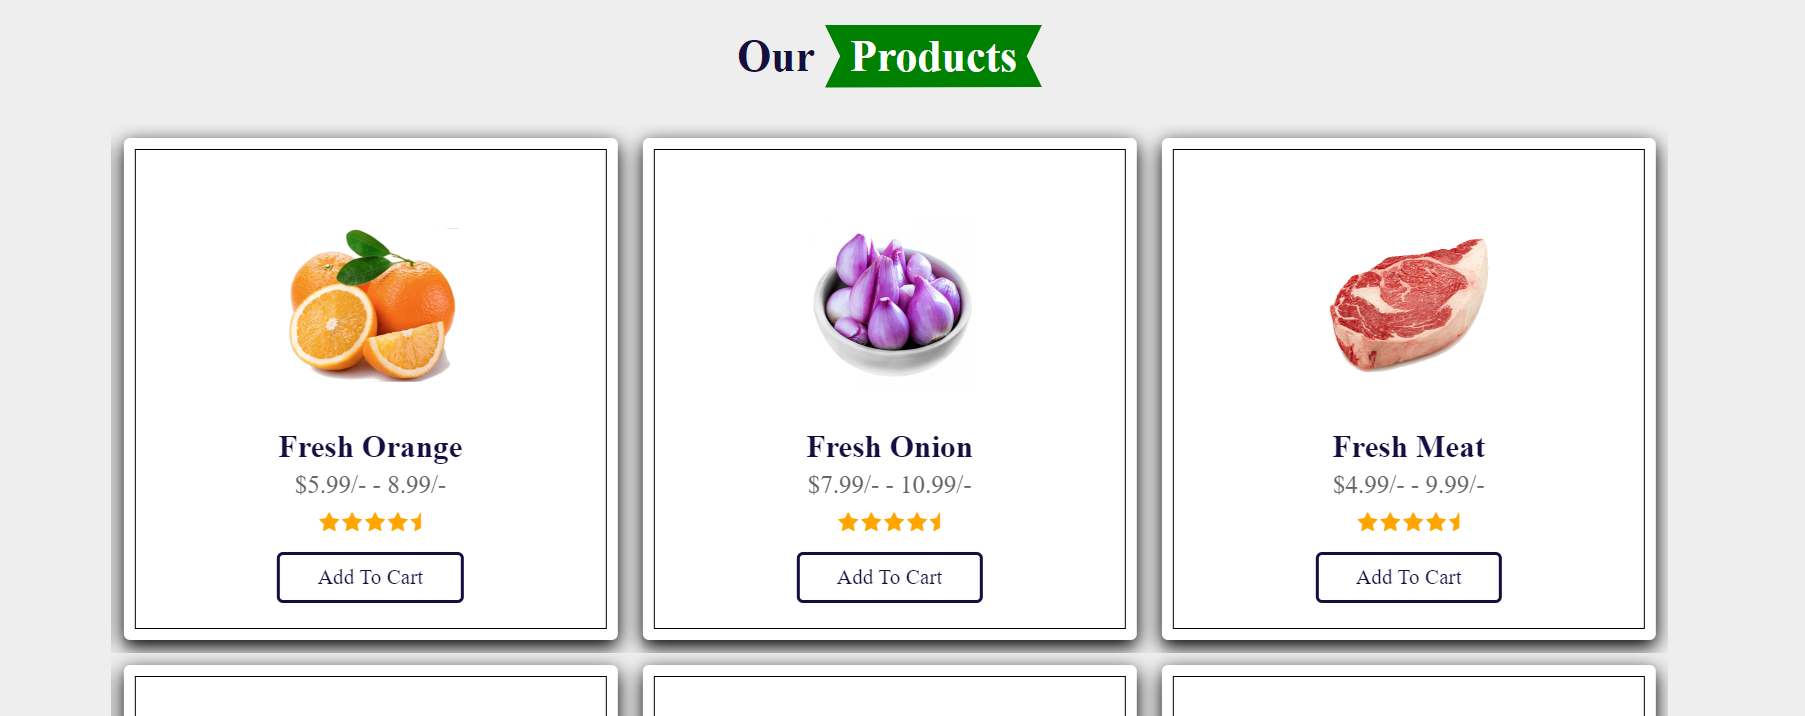 Our Products
Fresh Orange
$5.99/- - 8.99/-
Add To Cart
Fresh Onion
$7.99/- - 10.99/-
Add To Cart
Fresh Meat
$4.99/- - 9.99/-
Add To Cart